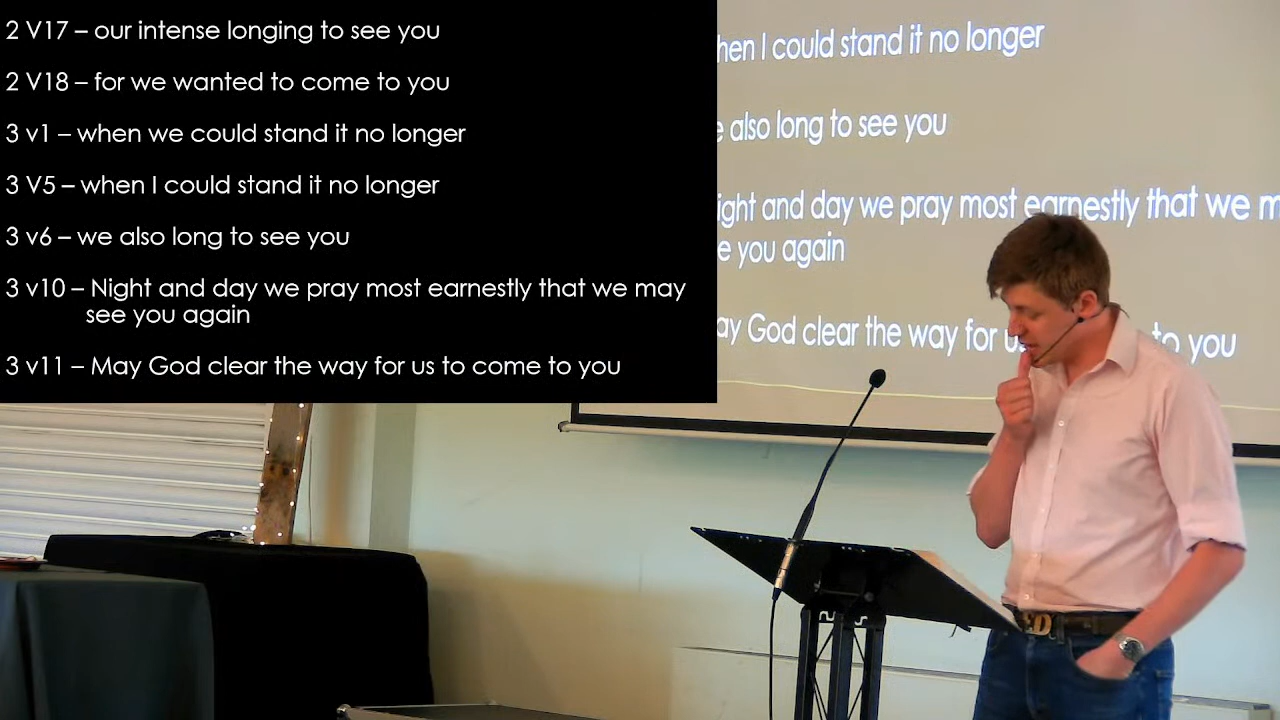 2 V17 – our intense longing to see you
2 V18 – for we wanted to come to you
3 v1 – when we could stand it no longer
3 V5 – when I could stand it no longer
3 v6 – we also long to see you
3 v10 – Night and day we pray most earnestly that we may
see you again
3 v11 – May God clear the way for us to come to you
hen I could stand it no longer
e also long to see you
ight and day we pray most earnestly that we m
e you again
ay God clear the way for us to you